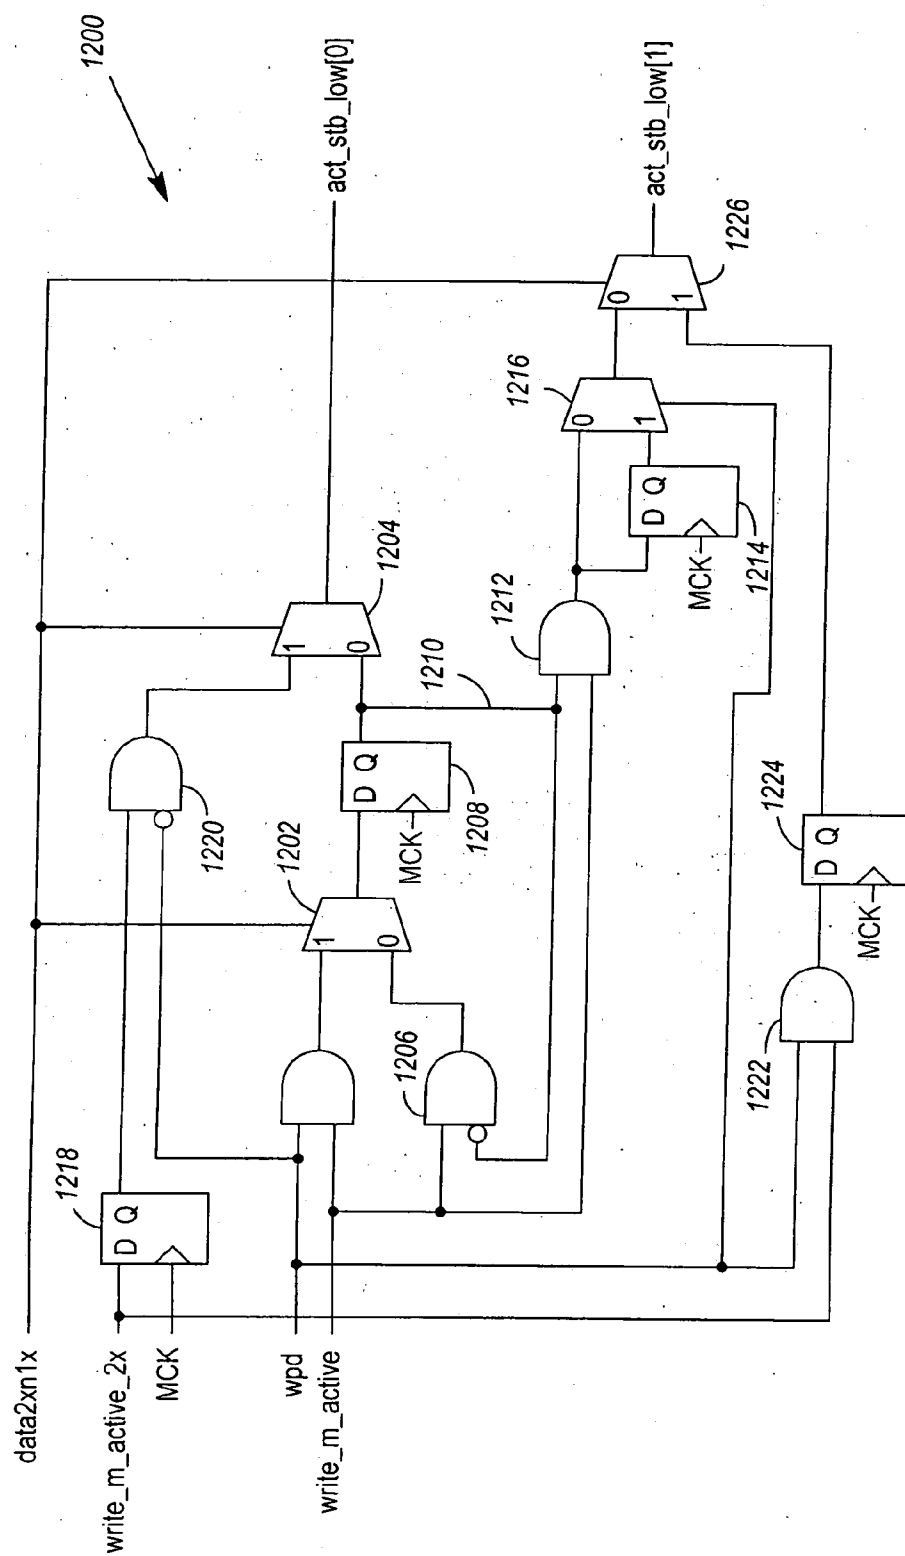 1200
data2xn1x
write_m_active_2x
MCK
wpd
write_m_active
1218
D Q
1220
1202
1
0
1206
D Q
MCK
1208
1204
1
0
act_stb_low[0]
1210
1212
D Q
MCK
1214
1216
0
1
1226
0
1
act_stb_low[1]
1222
1224
D Q
MCK